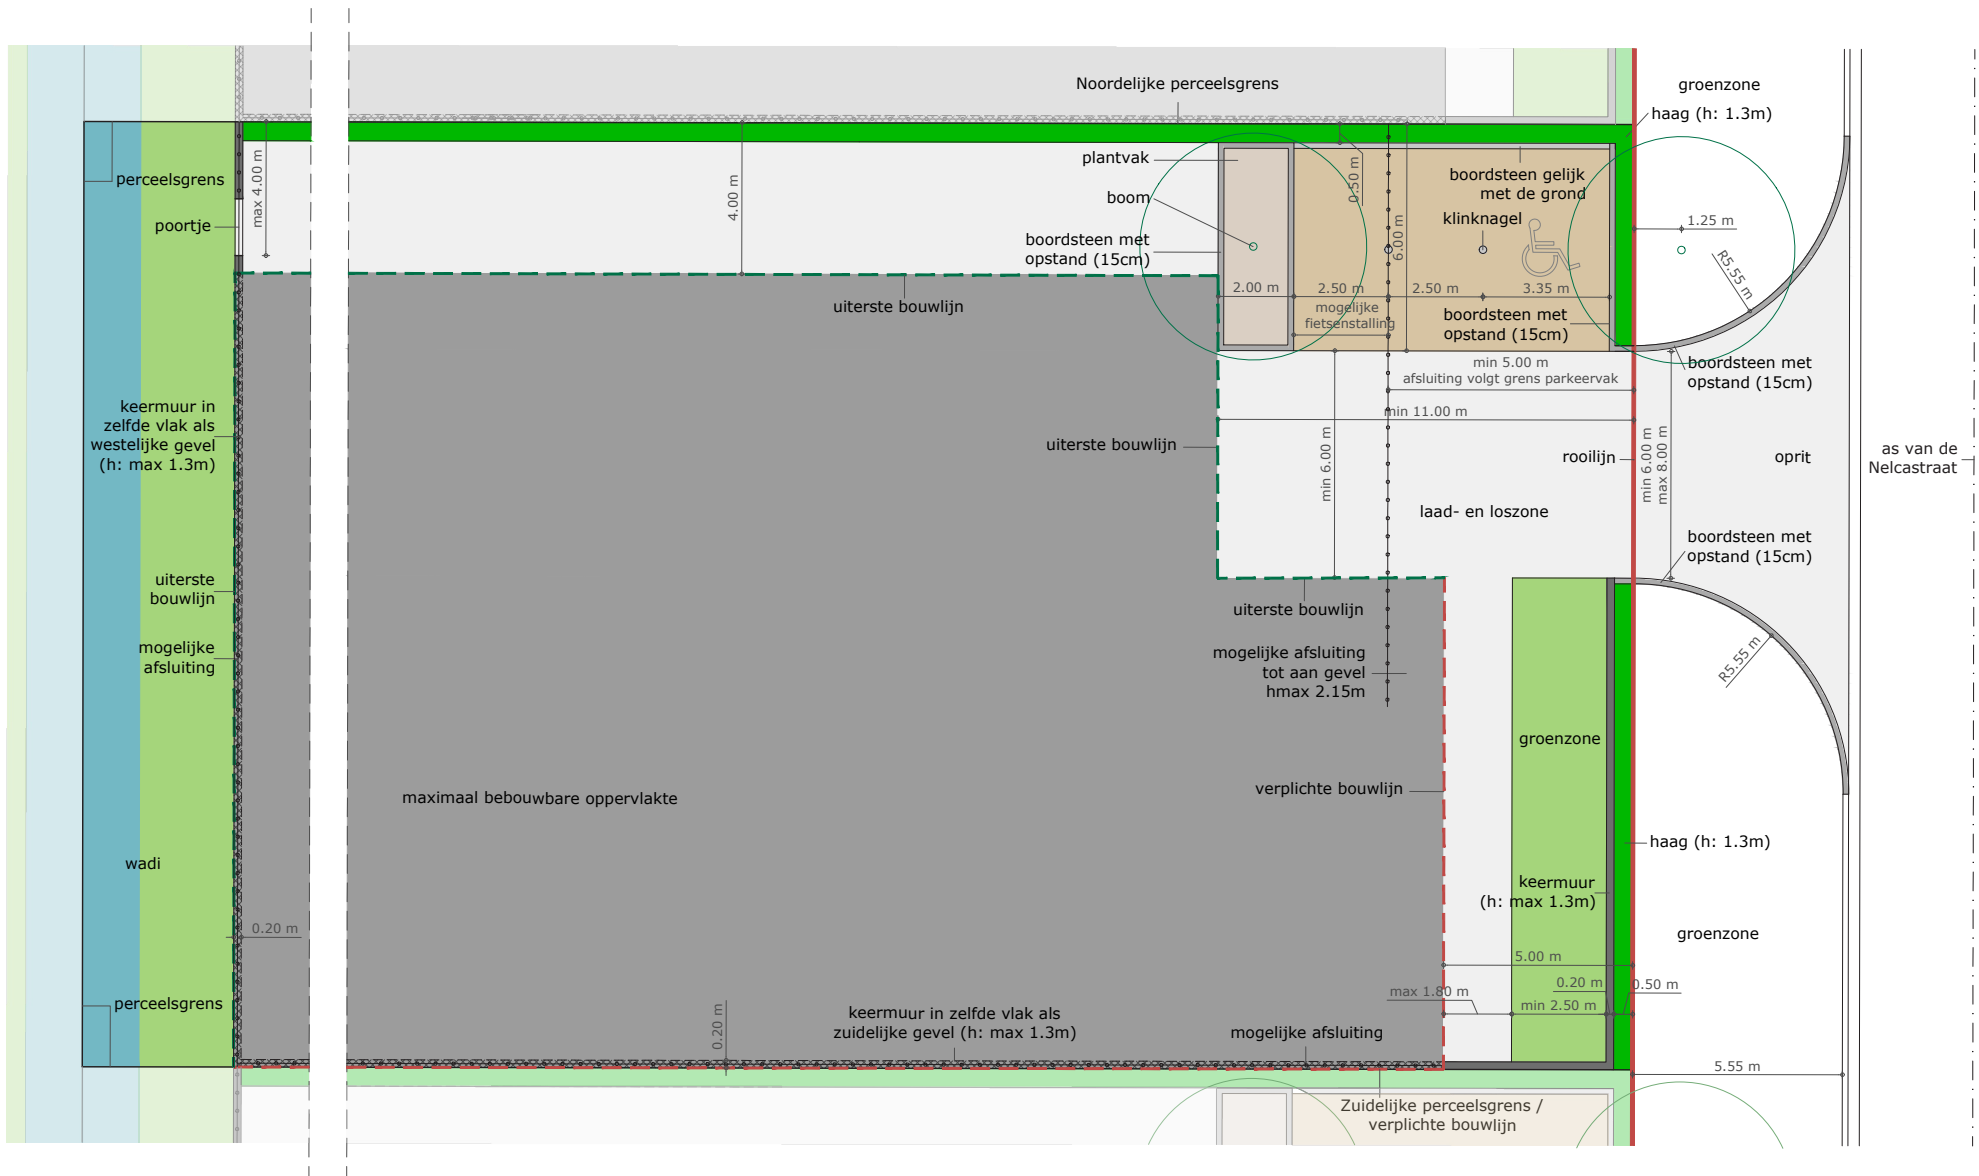 Noordelijke perceelsgrens
groenzone
haag (h: 1.3m)
perceelsgrens
max 4.00 m
poortje
4.00 m
plantvak
boom
boordsteen met
opstand (15cm)
0.50 m
6.00 m
boordsteen gelijk
met de grond
klinknagel
1.25 m
R5.55 m
uiterste bouwlijn
2.00 m
2.50 m
2.50 m
3.35 m
mogelijke
fietsenstalling
boordsteen met
opstand (15cm)
min 5.00 m
afsluiting volgt grens parkeervak
boordsteen met
opstand (15cm)
min 11.00 m
keermuur in
zelfde vlak als
westelijke gevel
(h: max 1.3m)
uiterste bouwlijn
min 6.00 m
rooilijn
min 6.00 m
max 8.00 m
oprit
as van de
Nelcastraat
laad- en loszone
boordsteen met
opstand (15cm)
uiterste
bouwlijn
uiterste bouwlijn
mogelijke
afsluiting
mogelijke afsluiting
tot aan gevel
hmax 2.15m
R5.55 m
groenzone
maximaal bebouwbare oppervlakte
verplichte bouwlijn
wadi
haag (h: 1.3m)
keermuur
(h: max 1.3m)
0.20 m
groenzone
5.00 m
perceelsgrens
0.20 m
keermuur in zelfde vlak als
zuidelijke gevel (h: max 1.3m)
mogelijke afsluiting
max 1.80 m
0.20 m
min 2.50 m
0.50 m
5.55 m
Zuidelijke perceelsgrens /
verplichte bouwlijn